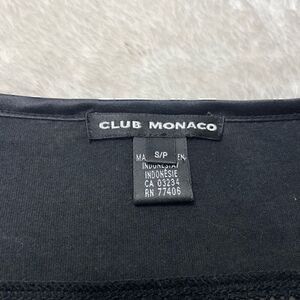 CLUB MONACO
S/P
INDONESIA/
INDONÉSIE
CA 03234
RN 77406